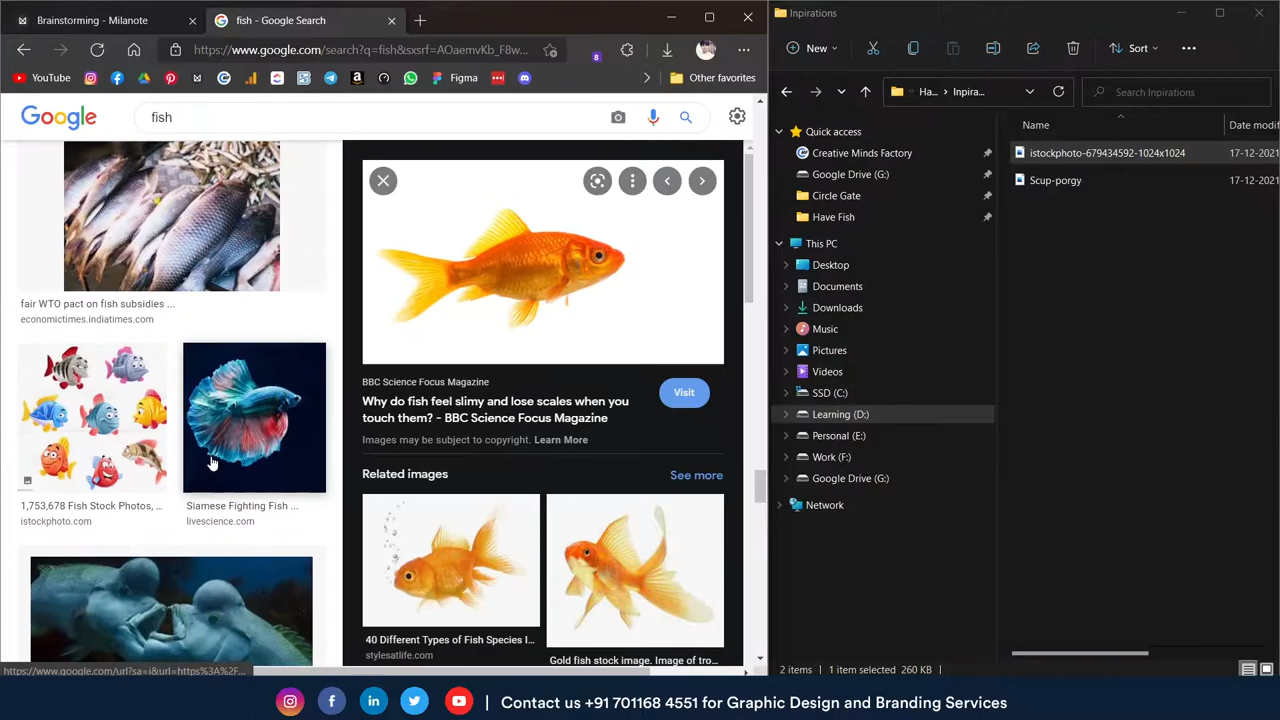 Brainstorming - Milanote
fish - Google Search
https://www.google.com/search?q=fish&sxsrf=AOaemvKb_F8w...
8
YouTube
Figma
Other favorites
Google
fish
fair WTO pact on fish subsidies ...
economictimes.indiatimes.com
1,753,678 Fish Stock Photos, ...
istockphoto.com
Siamese Fighting Fish ...
livescience.com
https://www.google.com/url?sa=i&url=https%3A%2F...
BBC Science Focus Magazine
Why do fish feel slimy and lose scales when you
touch them? - BBC Science Focus Magazine
Visit
Images may be subject to copyright. Learn More
Related images
See more
40 Different Types of Fish Species I...
stylesatlife.com
Gold fish stock image. Image of tro...
Inpirations
New
Sort
Ha...
Inpira...
Search Inpirations
Quick access
Creative Minds Factory
Google Drive (G:)
Circle Gate
Have Fish
This PC
Desktop
Documents
Downloads
Music
Pictures
Videos
SSD (C:)
Learning (D:)
Personal (E:)
Work (F:)
Google Drive (G:)
Network
Name
Date modif
istockphoto-679434592-1024x1024
17-12-2021
Scup-porgy
17-12-2021
2 items
1 item selected 260 KB
| Contact us +91 701168 4551 for Graphic Design and Branding Services